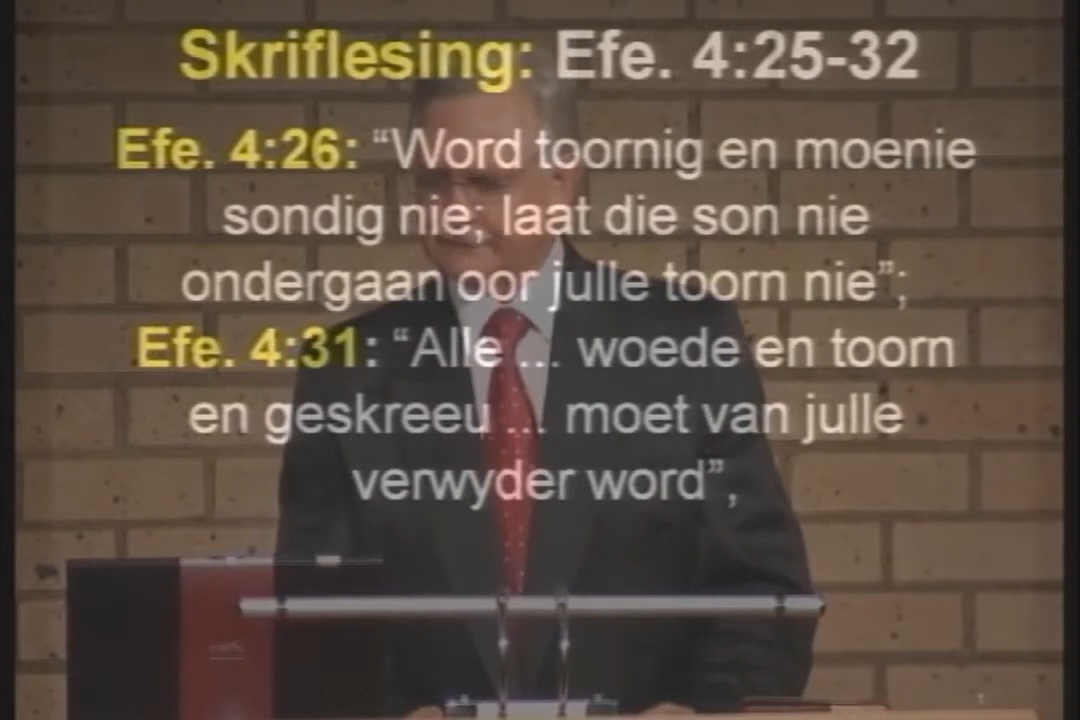 Skriflesing: Efe. 4:25-32
Efe. 4:26: “Word toornig en moenie
sondig nie; laat die son nie
ondergaan oor julle toorn nie”;
Efe. 4:31: “Alle ... woede en toorn
en geskreeu ... moet van julle
verwyder word”,